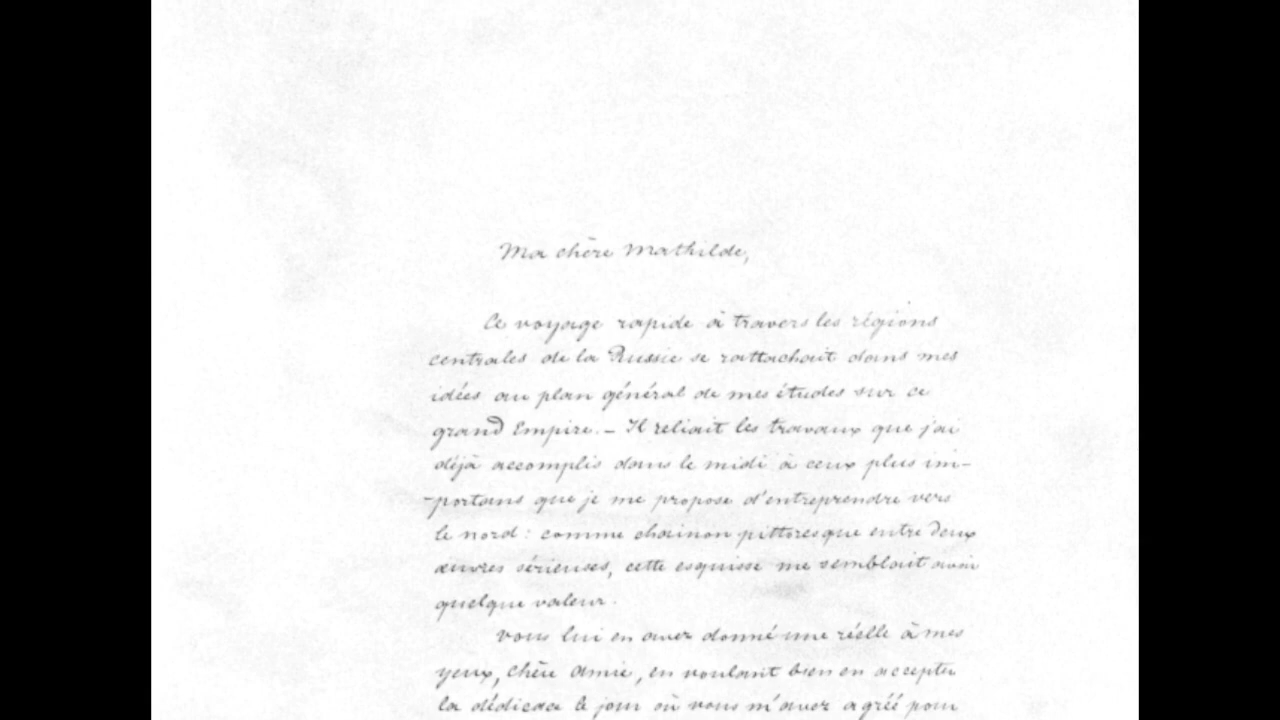 Ma chère Mathilde,
Ce voyage rapide à travers les régions
centrales de la Russie se rattachait dans mes
idées au plan général de mes études sur ce
grand Empire. _ Il reliait les travaux que j'ai
déjà accomplis dans le midi à ceux plus im-
-portans que je me propose d'entreprendre vers
le nord : comme chainon pittoresque entre deux
œuvres sérieuses, cette esquisse me semblait avoir
quelque valeur.
Vous lui en avez donné une réelle à mes
yeux, chère amie, en voulant bien en accepter
la dédicace le jour où vous m'avez agréé pour